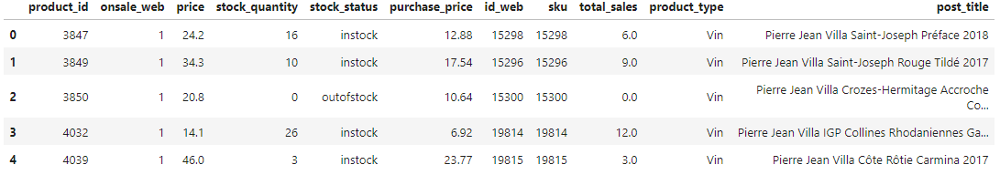 product_id onsale_web price stock_quantity stock_status purchase_price id_web sku total_sales product_type post_title
0 3847 1 24.2 16 instock 12.88 15298 15298 6.0 Vin Pierre Jean Villa Saint-Joseph Préface 2018
1 3849 1 34.3 10 instock 17.54 15296 15296 9.0 Vin Pierre Jean Villa Saint-Joseph Rouge Tildé 2017
2 3850 1 20.8 0 outofstock 10.64 15300 15300 0.0 Vin Pierre Jean Villa Crozes-Hermitage Accroche
Co...
3 4032 1 14.1 26 instock 6.92 19814 19814 12.0 Vin Pierre Jean Villa IGP Collines Rhodaniennes Ga...
4 4039 1 46.0 3 instock 23.77 19815 19815 3.0 Vin Pierre Jean Villa Côte Rôtie Carmina 2017